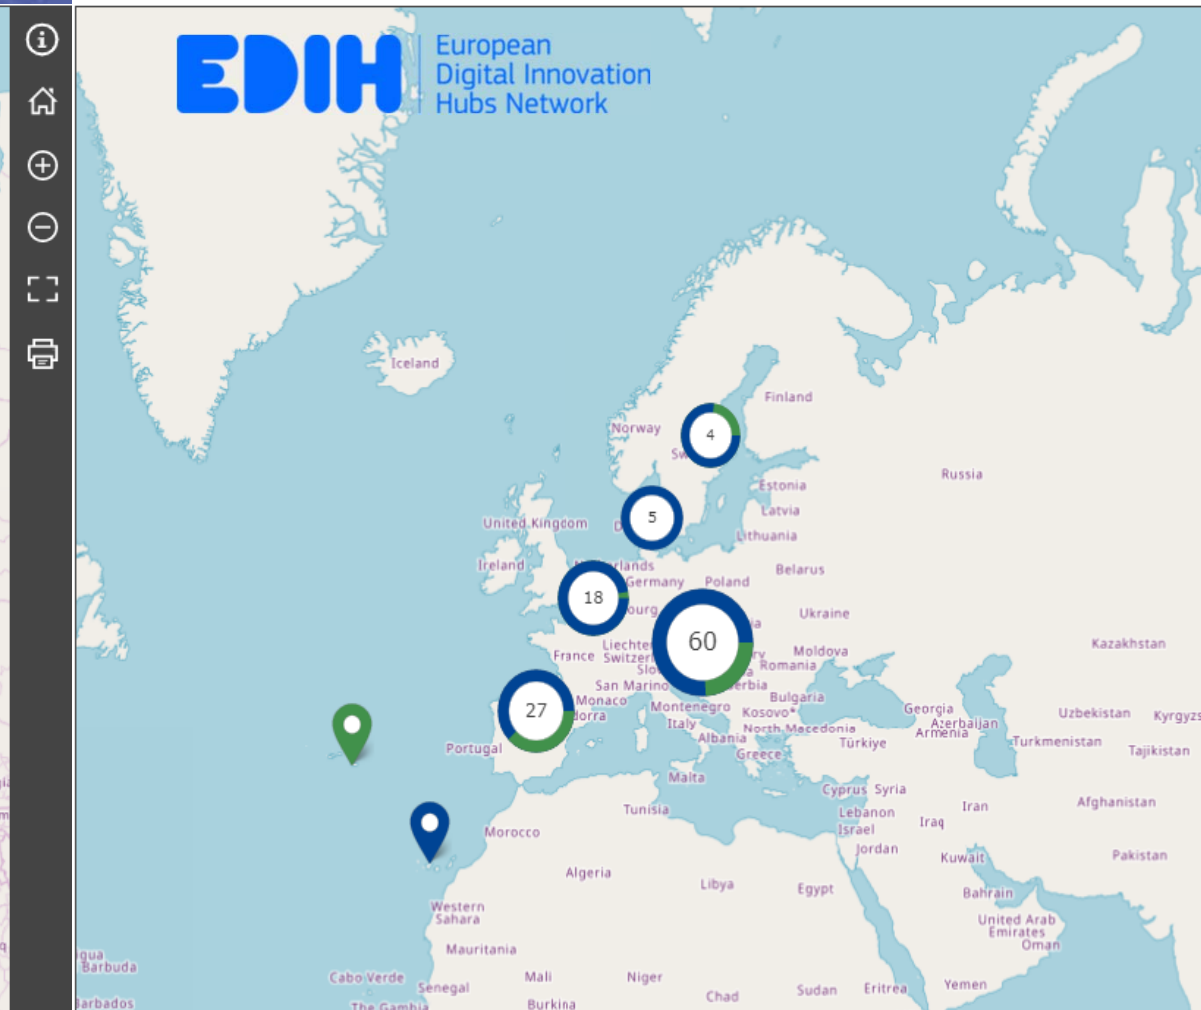 EDIH
European
Digital Innovation
Hubs Network
Iceland
Finland
Norway
4
Russia
Estonia
5
Latvia
United Kingdom
Lithuania
Ireland
Belarus
Germany
Poland
18
Ukraine
60
Kazakhstan
France
Moldova
Romania
San Marino
Monaco
Bulgaria
27
Montenegro
Kosovo*
Georgia
Uzbekistan
Italy
North Macedonia
Azerbaijan
Armenia
Albania
Türkiye
Turkmenistan
Portugal
Greece
Tajikistan
Malta
Cyprus
Syria
Tunisia
Iran
Afghanistan
Lebanon
Iraq
Morocco
Israel
Jordan
Kuwait
Pakistan
Algeria
Libya
Egypt
Bahrain
Western
Sahara
United Arab
Emirates
Oman
Mauritania
Barbuda
Cabo Verde
Senegal
Mali
Niger
Chad
Sudan
Eritrea
Yemen
The Gambia
Burkina